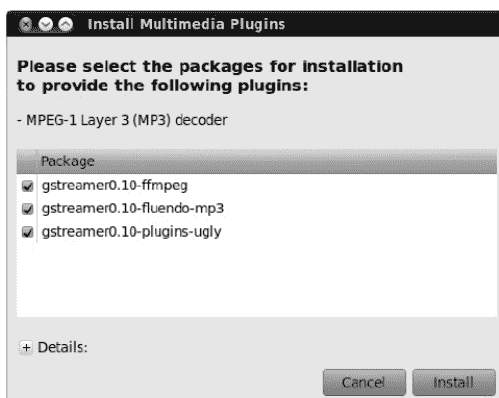 Install Multimedia Plugins
Please select the packages for installation
to provide the following plugins:
- MPEG-1 Layer 3 (MP3) decoder
Package
gstreamer0.10-ffmpeg
gstreamer0.10-fluendo-mp3
gstreamer0.10-plugins-ugly
Details:
Cancel Install